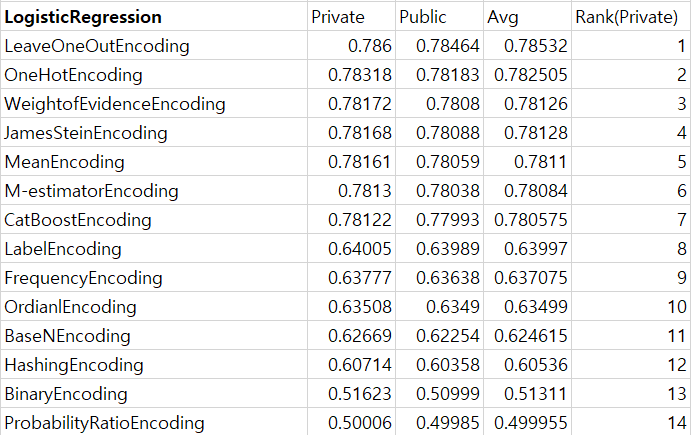 LogisticRegression Private Public Avg Rank(Private)
LeaveOneOutEncoding 0.786 0.78464 0.78532 1
OneHotEncoding 0.78318 0.78183 0.782505 2
WeightofEvidenceEncoding 0.78172 0.7808 0.78126 3
JamesSteinEncoding 0.78168 0.78088 0.78128 4
MeanEncoding 0.78161 0.78059 0.7811 5
M-estimatorEncoding 0.7813 0.78038 0.78084 6
CatBoostEncoding 0.78122 0.77993 0.780575 7
LabelEncoding 0.64005 0.63989 0.63997 8
FrequencyEncoding 0.63777 0.63638 0.637075 9
OrdianlEncoding 0.63508 0.6349 0.63499 10
BaseNEncoding 0.62669 0.62254 0.624615 11
HashingEncoding 0.60714 0.60358 0.60536 12
BinaryEncoding 0.51623 0.50999 0.51311 13
ProbabilityRatioEncoding 0.50006 0.49985 0.499955 14